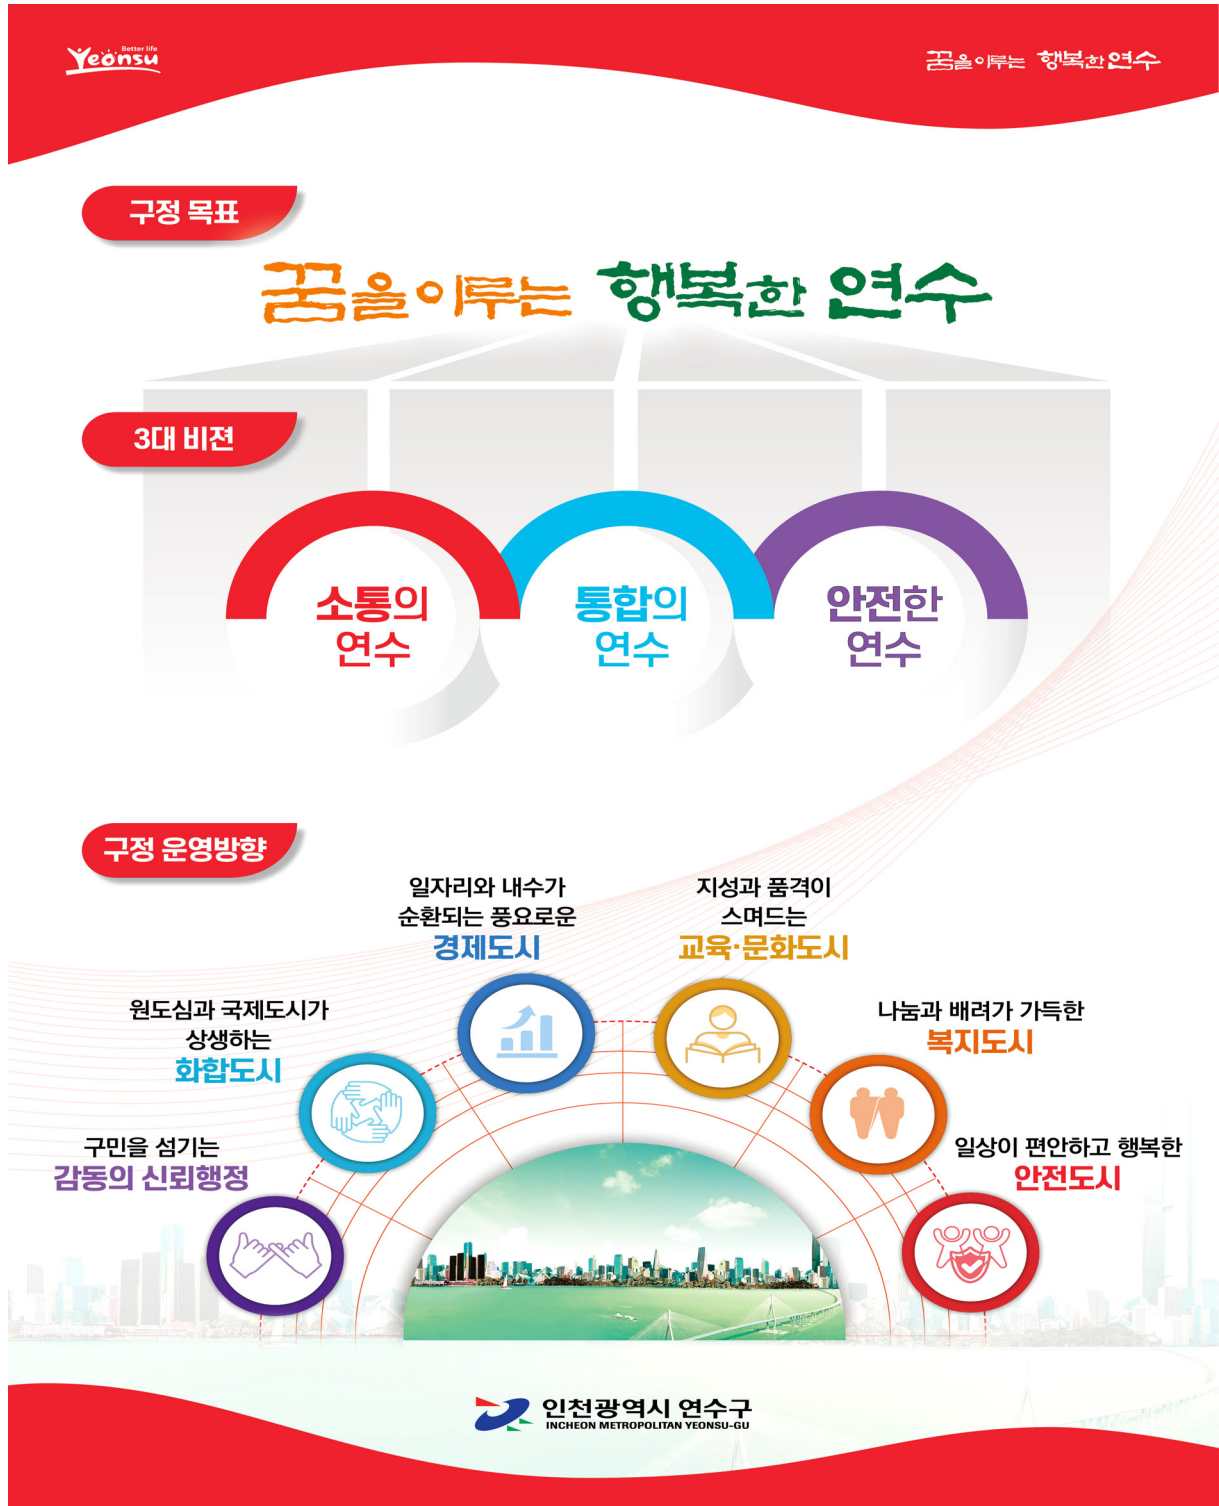 Better life
Yeonsu
꿈을 이루는 행복한 연수
구정 목표
꿈을 이루는 행복한 연수
3대 비젼
소통의
연수
통합의
연수
안전한
연수
구정 운영방향
일자리와 내수가
순환되는 풍요로운
경제도시
지성과 품격이
스며드는
교육·문화도시
원도심과 국제도시가
상생하는
화합도시
나눔과 배려가 가득한
복지도시
구민을 섬기는
감동의 신뢰행정
일상이 편안하고 행복한
안전도시
인천광역시 연수구
INCHEON METROPOLITAN YEONSU-GU